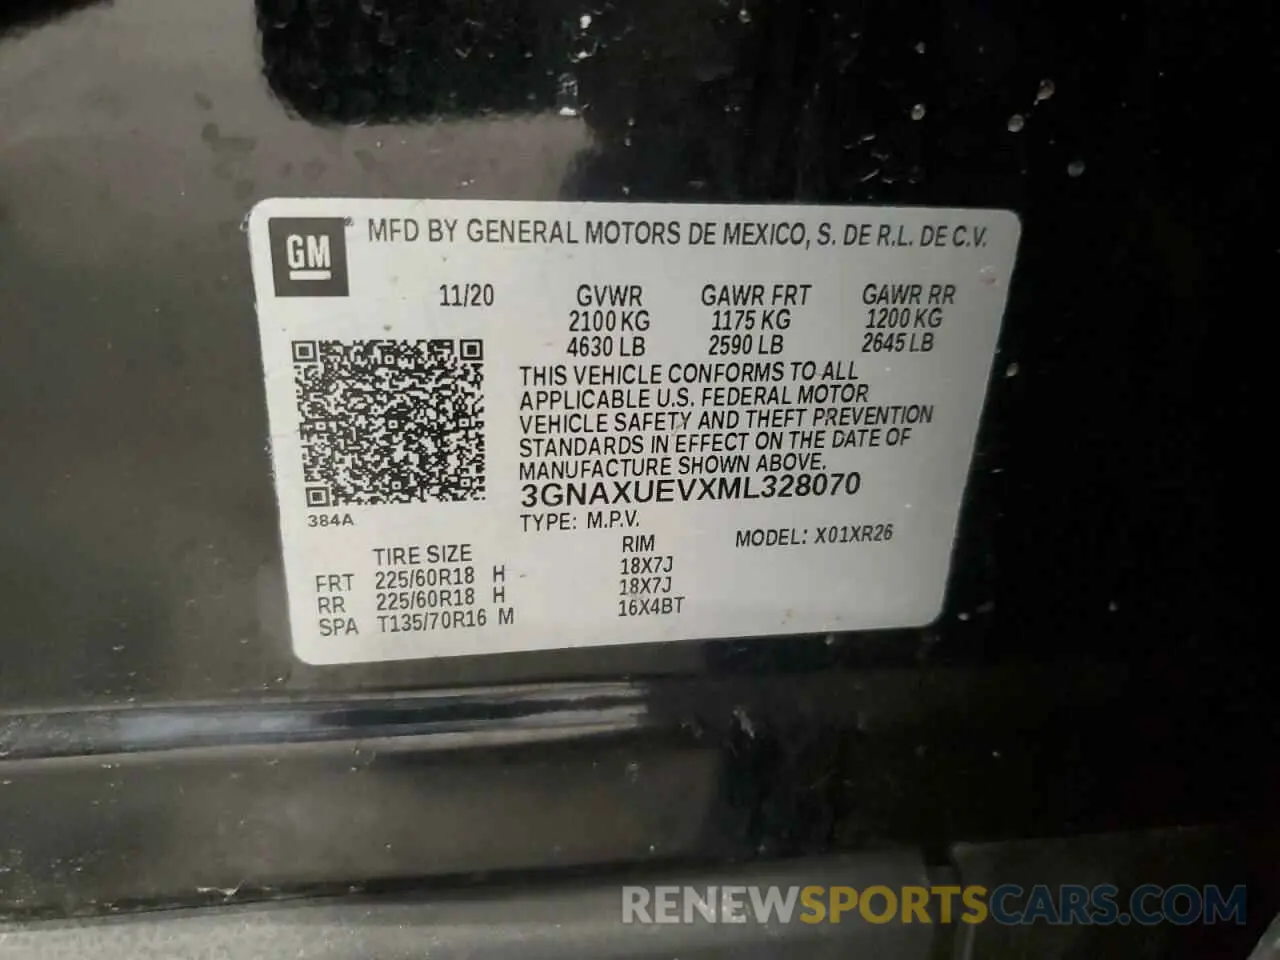 GM
MFD BY GENERAL MOTORS DE MEXICO, S. DE R.L. DE C.V.
11/20 GVWR GAWR FRT GAWR RR
2100 KG 1175 KG 1200 KG
4630 LB 2590 LB 2645 LB
THIS VEHICLE CONFORMS TO ALL
APPLICABLE U.S. FEDERAL MOTOR
VEHICLE SAFETY AND THEFT PREVENTION
STANDARDS IN EFFECT ON THE DATE OF
MANUFACTURE SHOWN ABOVE.
3GNAXUEVXML328070
384A
TYPE: M.P.V. MODEL: X01XR26
TIRE SIZE RIM
FRT 225/60R18 H 18X7J
RR 225/60R18 H 18X7J
SPA T135/70R16 M 16X4BT
RENEWSPORTSCARS.COM